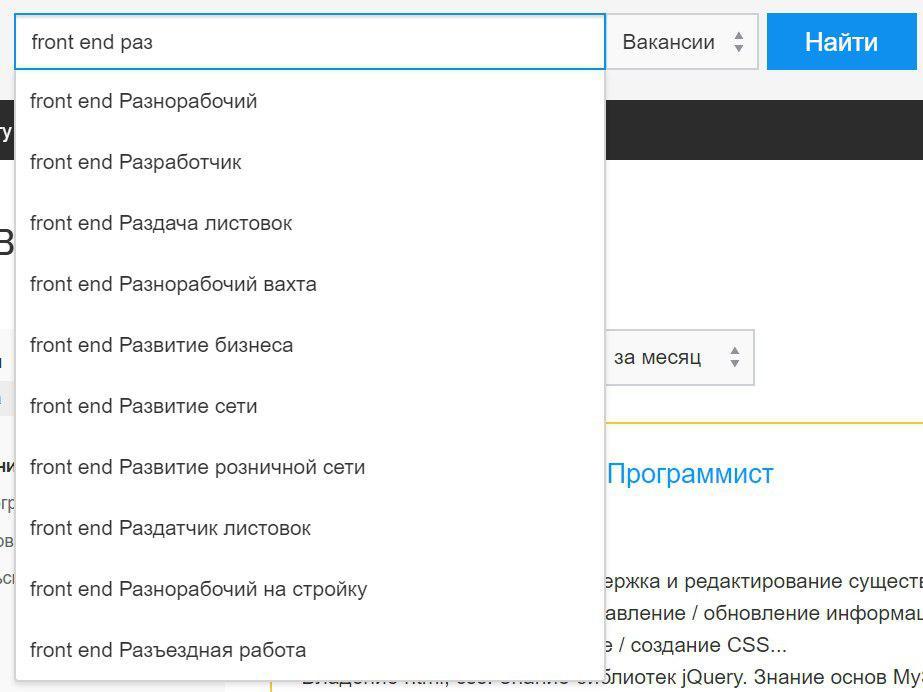 front end раз
Вакансии
Найти
front end Разнорабочий
front end Разработчик
front end Раздача листовок
front end Разнорабочий вахта
front end Развитие бизнеса
за месяц
front end Развитие сети
front end Развитие розничной сети
Программист
front end Раздатчик листовок
front end Разнорабочий на стройку
ержка и редактирование сущест
авление / обновление информац
front end Разъездная работа
е / создание CSS...
блиотек jQuery. Знание основ My